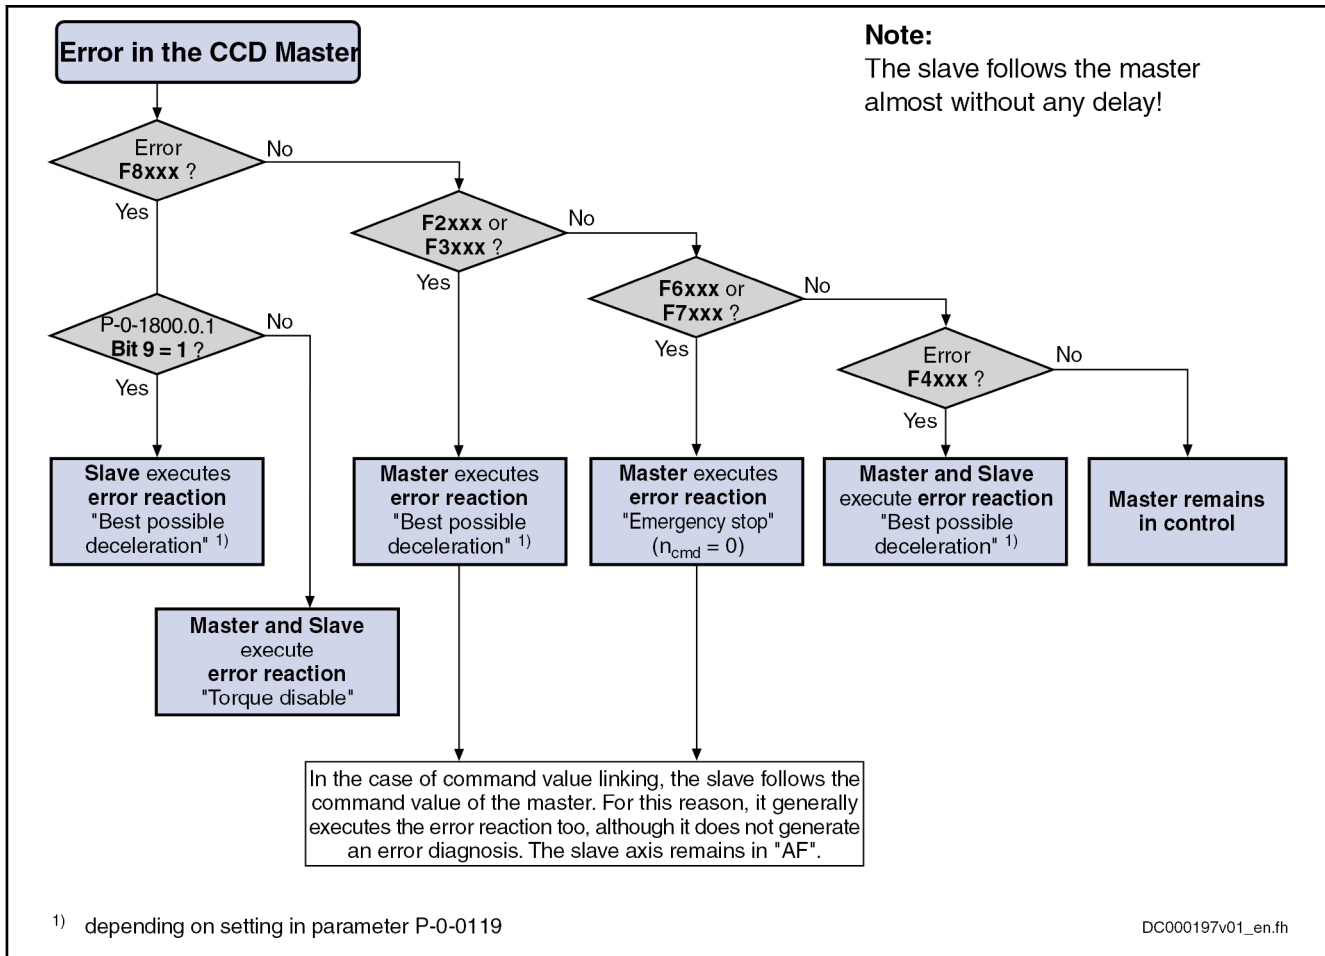 Error in the CCD Master
Note:
The slave follows the master
almost without any delay!
Error
F8xxx ?
No
Yes
F2xxx or
F3xxx ?
No
Yes
F6xxx or
F7xxx ?
No
Yes
Error
F4xxx ?
No
Yes
P-0-1800.0.1
Bit 9 = 1 ?
No
Yes
Slave executes
error reaction
"Best possible
deceleration" 1)
Master executes
error reaction
"Best possible
deceleration" 1)
Master executes
error reaction
"Emergency stop"
(ncmd = 0)
Master and Slave
execute error reaction
"Best possible
deceleration" 1)
Master remains
in control
Master and Slave
execute
error reaction
"Torque disable"
In the case of command value linking, the slave follows the
command value of the master. For this reason, it generally
executes the error reaction too, although it does not generate
an error diagnosis. The slave axis remains in "AF".
1) depending on setting in parameter P-0-0119
DC000197v01_en.fh